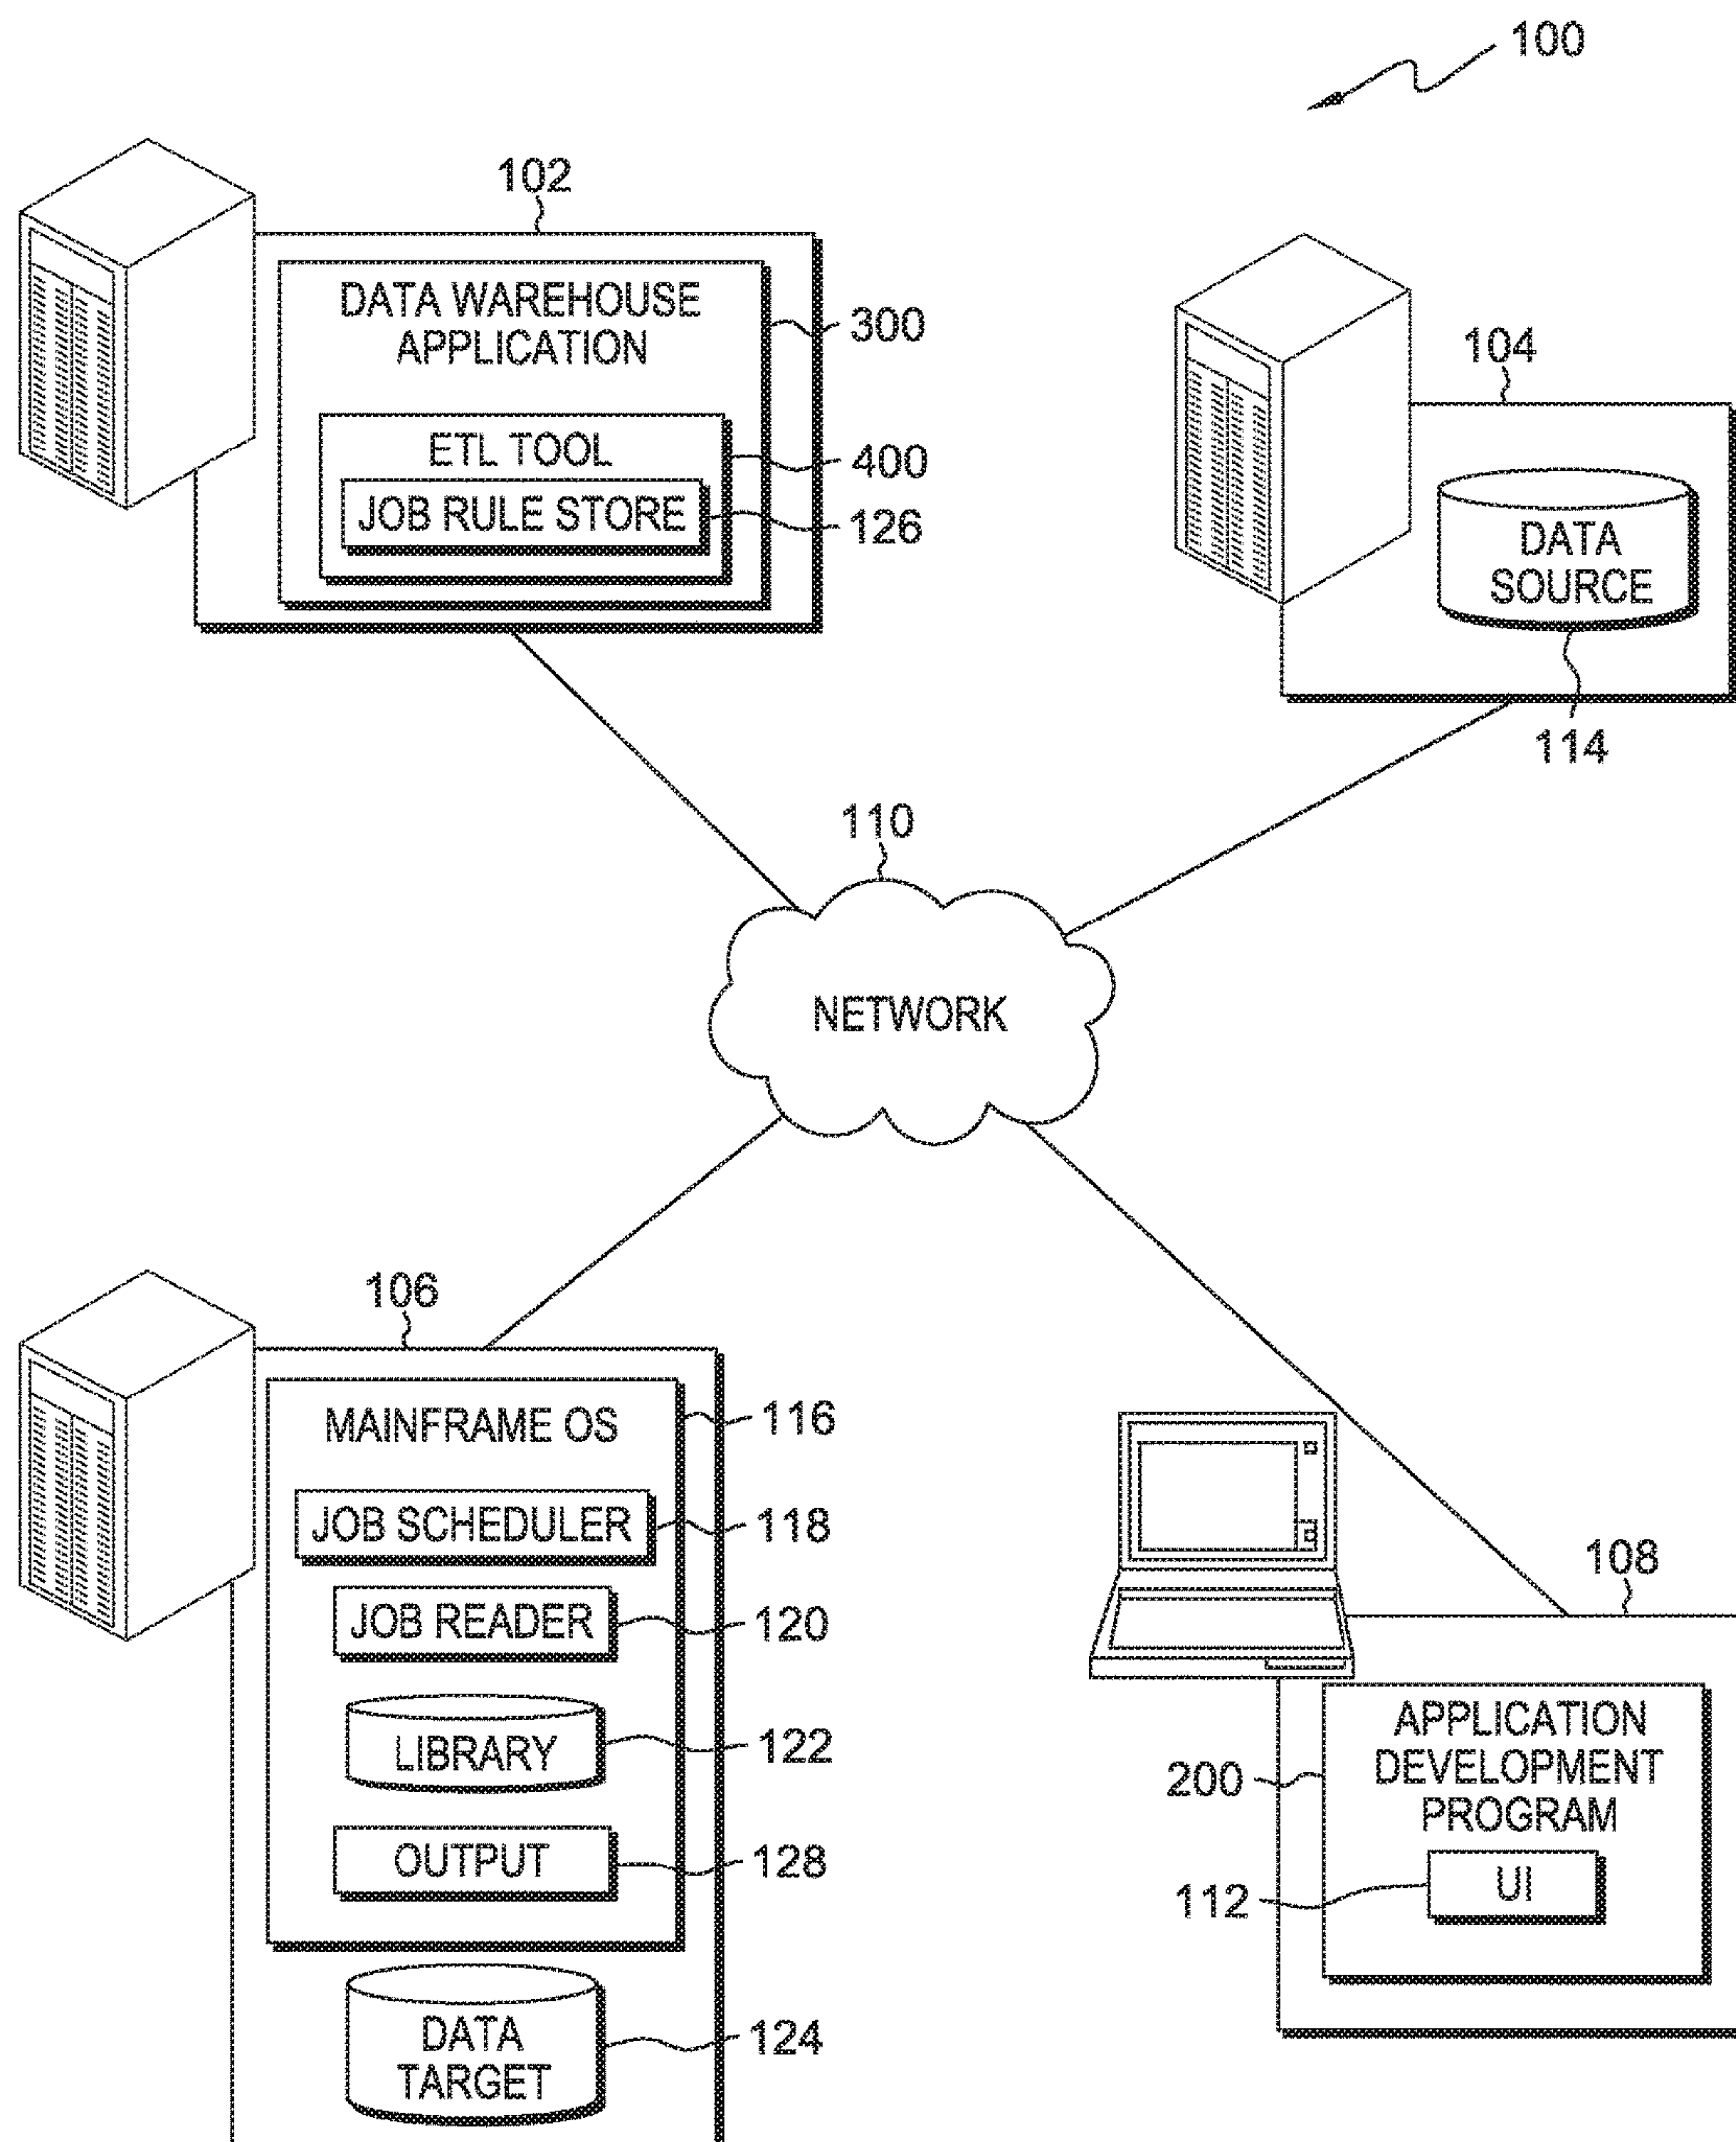 100
102
DATA WAREHOUSE
APPLICATION
300
ETL TOOL
400
JOB RULE STORE
126
104
DATA
SOURCE
114
110
NETWORK
106
MAINFRAME OS
116
JOB SCHEDULER
118
JOB READER
120
LIBRARY
122
OUTPUT
128
DATA
TARGET
124
108
APPLICATION
DEVELOPMENT
PROGRAM
200
UI
112